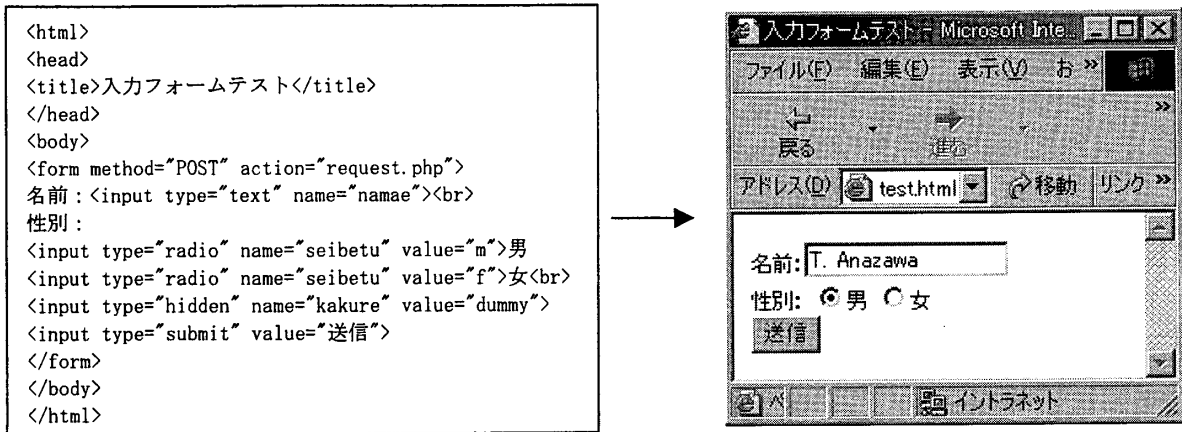 <html>
<head>
<title>入力フォームテスト</title>
</head>
<body>
<form method="POST" action="request.php">
名前：<input type="text" name="namae"><br>
性別：
<input type="radio" name="seibetu" value="m">男
<input type="radio" name="seibetu" value="f">女<br>
<input type="hidden" name="kakure" value="dummy">
<input type="submit" value="送信">
</form>
</body>
</html>
入力フォームテスト - Microsoft Inte...
ファイル(F) 編集(E) 表示(V) お »
戻る 進む »
アドレス(D) test.html 移動 リンク »
名前: T. Anazawa
性別: 男 女
送信
ペ イントラネット